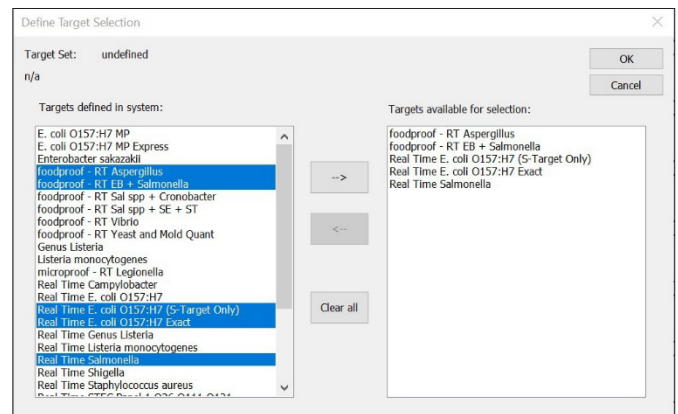 Define Target Selection
Target Set: undefined
n/a
OK
Cancel
Targets defined in system:
E. coli O157:H7 MP
E. coli O157:H7 MP Express
Enterobacter sakazakii
foodproof - RT Aspergillus
foodproof - RT EB + Salmonella
foodproof - RT Sal spp + Cronobacter
foodproof - RT Sal spp + SE + ST
foodproof - RT Vibrio
foodproof - RT Yeast and Mold Quant
Genus Listeria
Listeria monocytogenes
microproof - RT Legionella
Real Time Campylobacter
Real Time E. coli O157:H7
Real Time E. coli O157:H7 (S-Target Only)
Real Time E. coli O157:H7 Exact
Real Time Genus Listeria
Real Time Listeria monocytogenes
Real Time Salmonella
Real Time Shigella
Real Time Staphylococcus aureus
-->
<--
Clear all
Targets available for selection:
foodproof - RT Aspergillus
foodproof - RT EB + Salmonella
Real Time E. coli O157:H7 (S-Target Only)
Real Time E. coli O157:H7 Exact
Real Time Salmonella